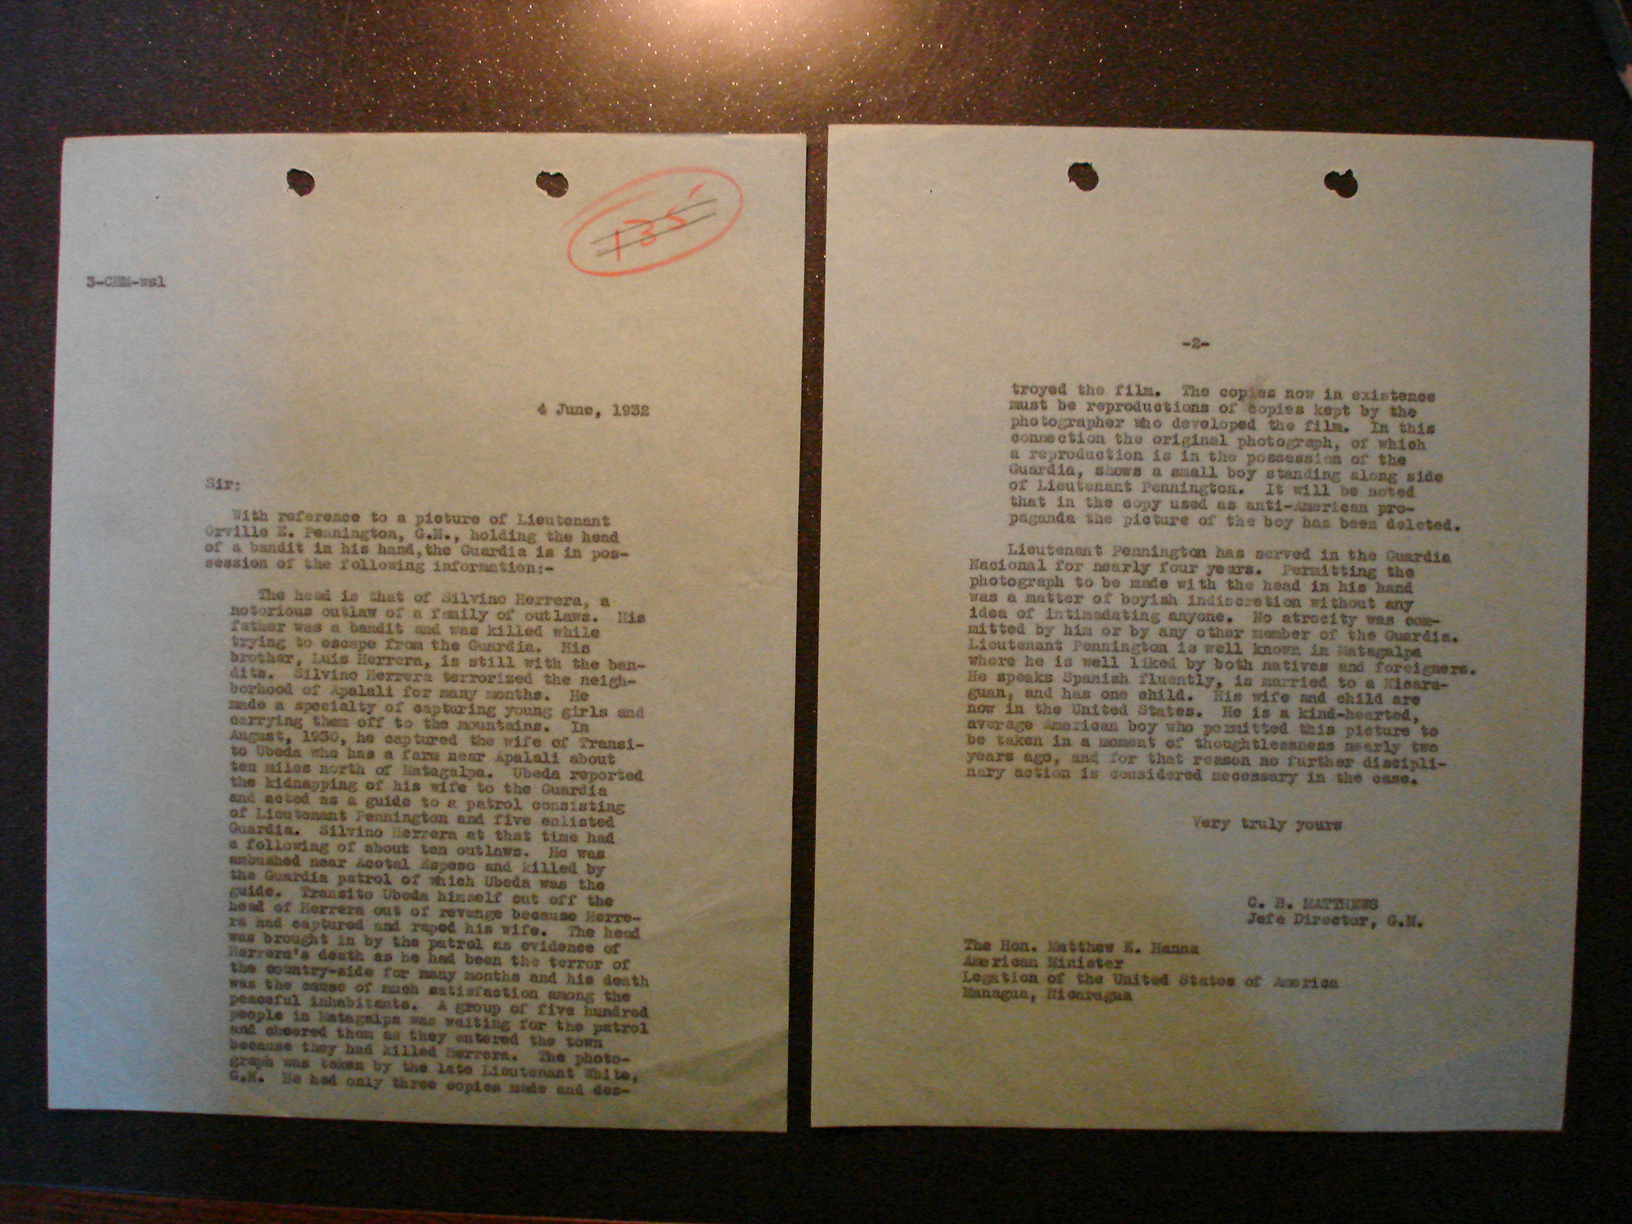 135
3-CBM-wsl
4 June, 1932
Sir:
With reference to a picture of Lieutenant
Orville E. Pennington, G.N., holding the head
of a bandit in his hand,the Guardia is in pos-
session of the following information:-
The head is that of Silvino Herrera, a
notorious outlaw of a family of outlaws. His
father was a bandit and was killed while
trying to escape from the Guardia. His
brother, Luis Herrera, is still with the ban-
dits. Silvino Herrera terrorized the neigh-
borhood of Apalali for many months. He
made a specialty of capturing young girls and
carrying them off to the mountains. In
August, 1930, he captured the wife of Transi-
to Ubeda who has a farm near Apalali about
ten miles north of Matagalpa. Ubeda reported
the kidnapping of his wife to the Guardia
and acted as a guide to a patrol consisting
of Lieutenant Pennington and five enlisted
Guardia. Silvino Herrera at that time had
a following of about ten outlaws. He was
ambushed near Acotal Espeso and killed by
the Guardia patrol of which Ubeda was the
guide. Transito Ubeda himself cut off the
head of Herrera out of revenge because Herre-
ra had captured and raped his wife. The head
was brought in by the patrol as evidence of
Herrera's death as he had been the terror of
the country-side for many months and his death
was the cause of much satisfaction among the
peaceful inhabitants. A group of five hundred
people in Matagalpa was waiting for the patrol
and cheered them as they entered the town
because they had killed Herrera. The photo-
graph was taken by the late Lieutenant White,
G.N. He had only three copies made and des-
-2-
troyed the film. The copies now in existence
must be reproductions of copies kept by the
photographer who developed the film. In this
connection the original photograph, of which
a reproduction is in the possession of the
Guardia, shows a small boy standing along side
of Lieutenant Pennington. It will be noted
that in the copy used as anti-American pro-
paganda the picture of the boy has been deleted.
Lieutenant Pennington has served in the Guardia
Nacional for nearly four years. Permitting the
photograph to be made with the head in his hand
was a matter of boyish indiscretion without any
idea of intimadating anyone. No atrocity was com-
mitted by him or by any other member of the Guardia.
Lieutenant Pennington is well known in Matagalpa
where he is well liked by both natives and foreigners.
He speaks Spanish fluently, is married to a Nicara-
guan, and has one child. His wife and child are
now in the United States. He is a kind-hearted,
average American boy who permitted this picture to
be taken in a moment of thoughtlessness nearly two
years ago, and for that reason no further discipli-
nary action is considered necessary in the case.
Very truly yours
C. B. MATTHEWS
Jefe Director, G.N.
The Hon. Matthew E. Hanna
American Minister
Legation of the United States of America
Managua, Nicaragua